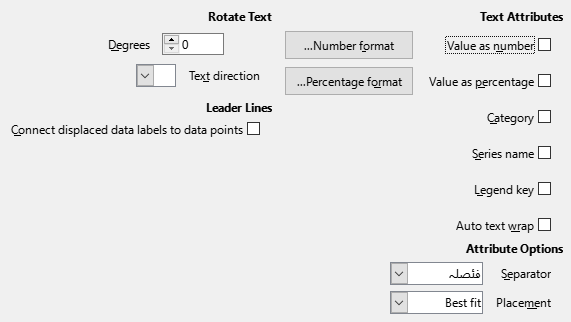 Text Attributes
Value as number
...Number format
Value as percentage
...Percentage format
Category
Series name
Legend key
Auto text wrap
Attribute Options
Separator
فئصلہ
Placement
Best fit
Rotate Text
Degrees
0
Text direction
Leader Lines
Connect displaced data labels to data points